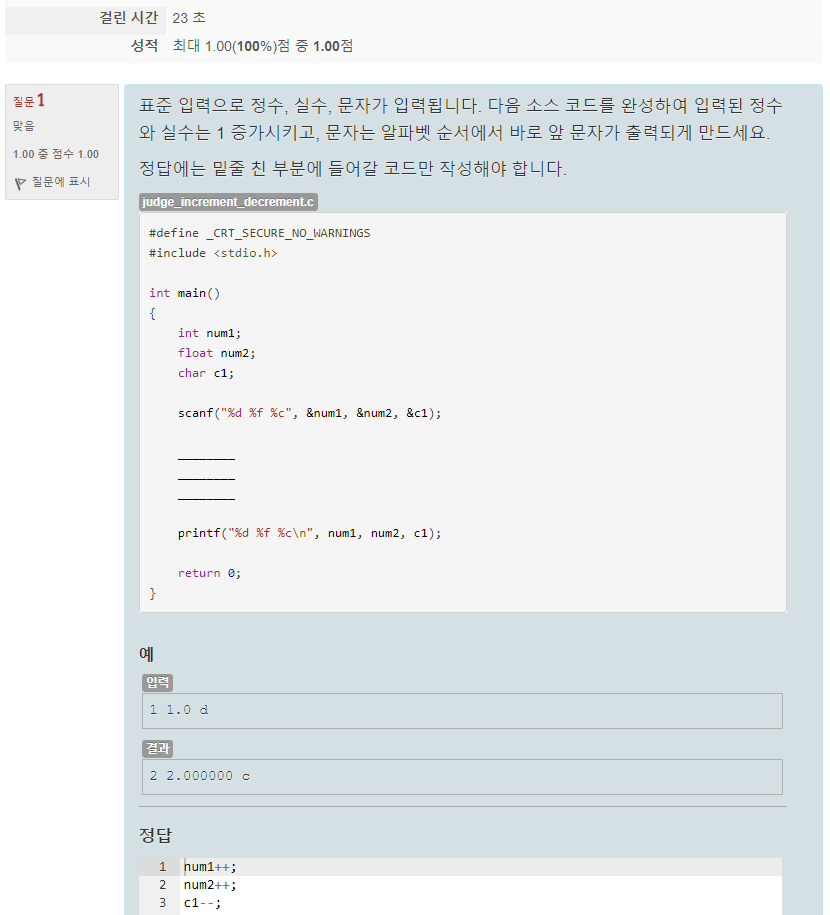 걸린 시간 23 초
성적 최대 1.00(100%)점 중 1.00점
질문 1
맞음
1.00 중 점수 1.00
질문에 표시
표준 입력으로 정수, 실수, 문자가 입력됩니다. 다음 소스 코드를 완성하여 입력된 정수
와 실수는 1 증가시키고, 문자는 알파벳 순서에서 바로 앞 문자가 출력되게 만드세요.
정답에는 밑줄 친 부분에 들어갈 코드만 작성해야 합니다.
judge_increment_decrement.c
#define _CRT_SECURE_NO_WARNINGS
#include <stdio.h>
int main()
{
    int num1;
    float num2;
    char c1;
    scanf("%d %f %c", &num1, &num2, &c1);
    ________
    ________
    ________
    printf("%d %f %c\n", num1, num2, c1);
    return 0;
}
예
입력
1 1.0 d
결과
2 2.000000 c
정답
1 num1++;
2 num2++;
3 c1--;